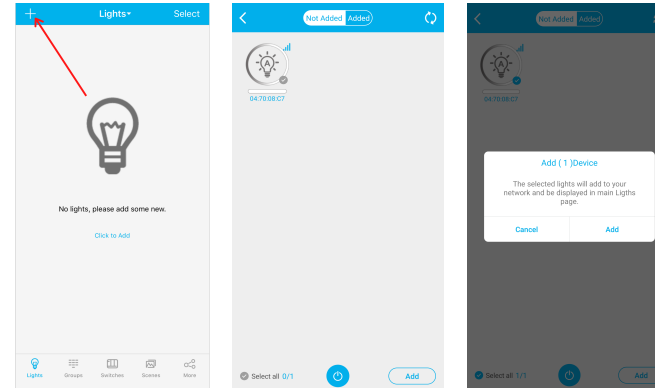 Lights
Select
No lights, please add some new.
Click to Add
Lights
Groups
Switches
Scenes
More
Not Added
Added
A
04:70:08:C7
Select all 0/1
Add
Not Added
Added
A
04:70:08:C7
Add ( 1 )Device
The selected lights will add to your
network and be displayed in main Ligths
page.
Cancel
Add
Select all 1/1
Add